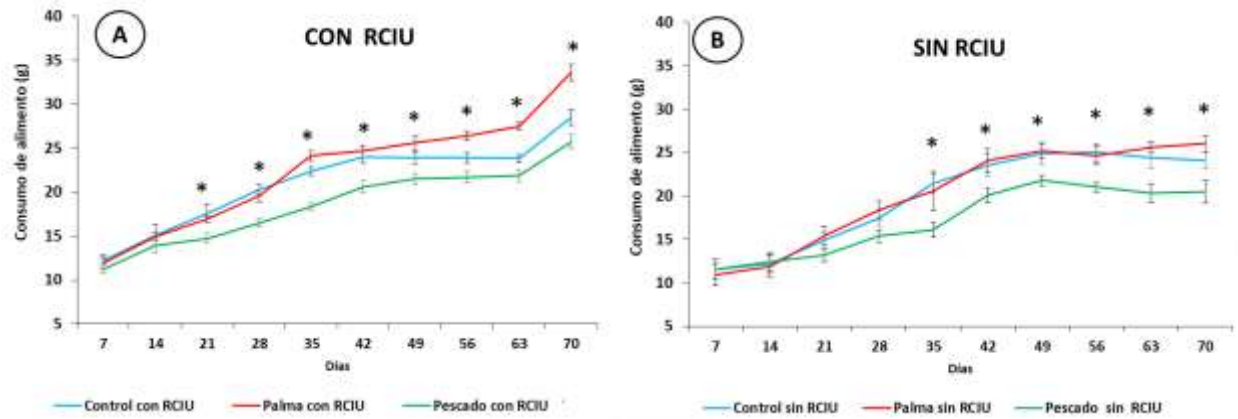 A
CON RCIU
Consumo de alimento (g)
40
35
30
25
20
15
10
5
* * * * * * * *
7 14 21 28 35 42 49 56 63 70
Días
Control con RCIU Palma con RCIU Pescado con RCIU
B
SIN RCIU
Consumo de alimento (g)
40
35
30
25
20
15
10
5
* * * * * *
7 14 21 28 35 42 49 56 63 70
Días
Control sin RCIU Palma sin RCIU Pescado sin RCIU